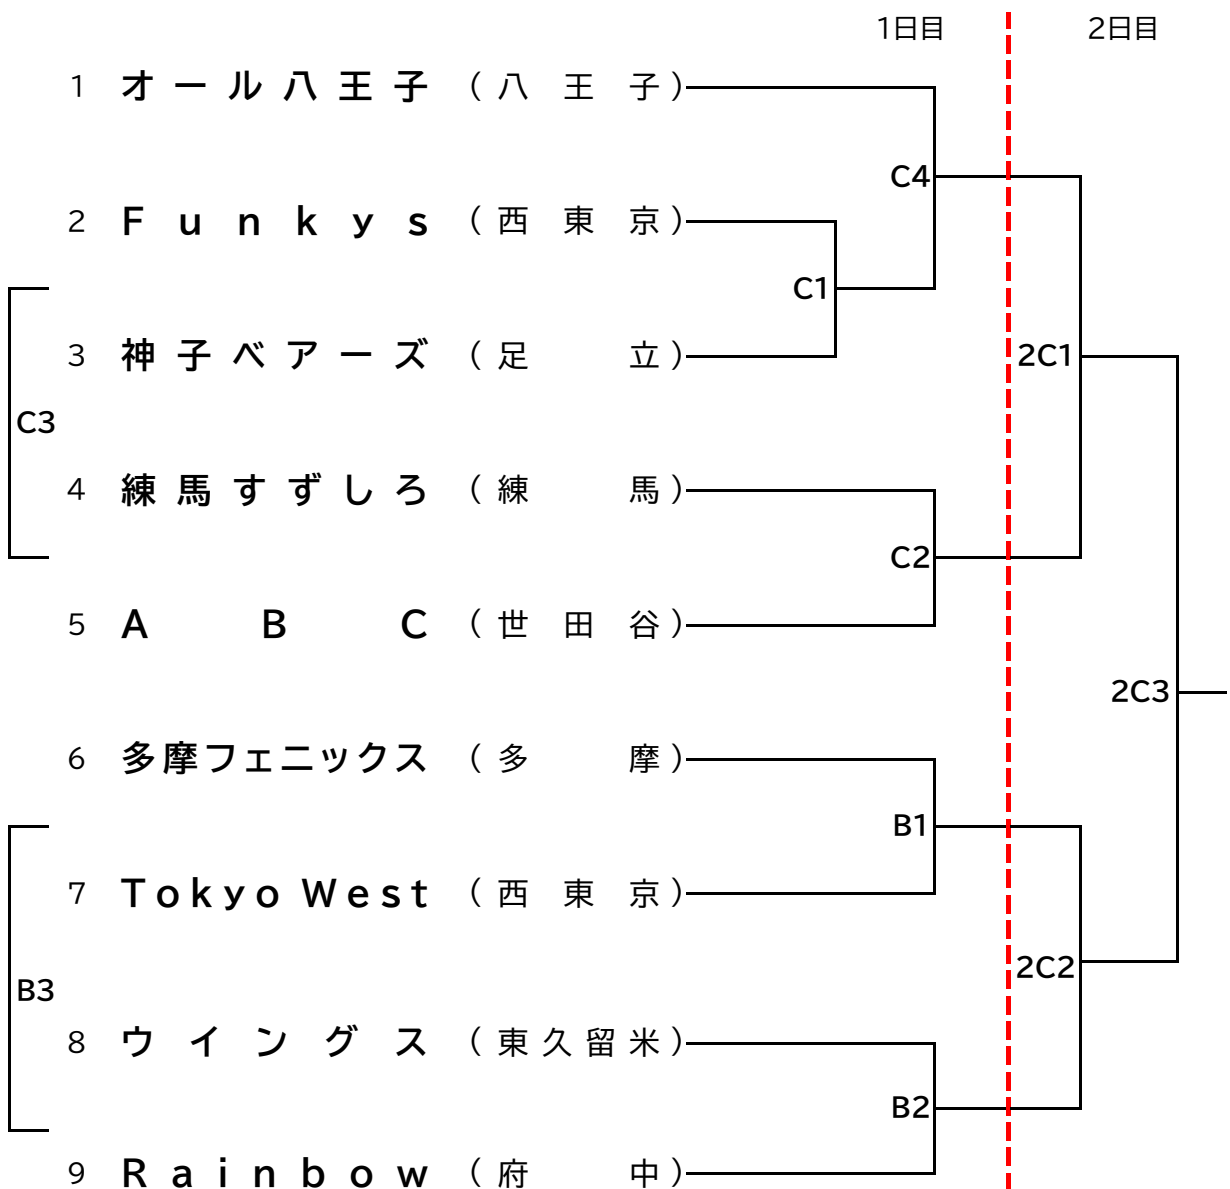 1日目 2日目
1 オール八王子 (八王子)
C4
2 Funkys (西東京)
C1
3 神子ベアーズ (足立) 2C1
C3
4 練馬すずしろ (練馬)
C2
5 ABC (世田谷)
2C3
6 多摩フェニックス (多摩)
B1
7 Tokyo West (西東京)
2C2
B3
8 ウイングス (東久留米)
B2
9 Rainbow (府中)